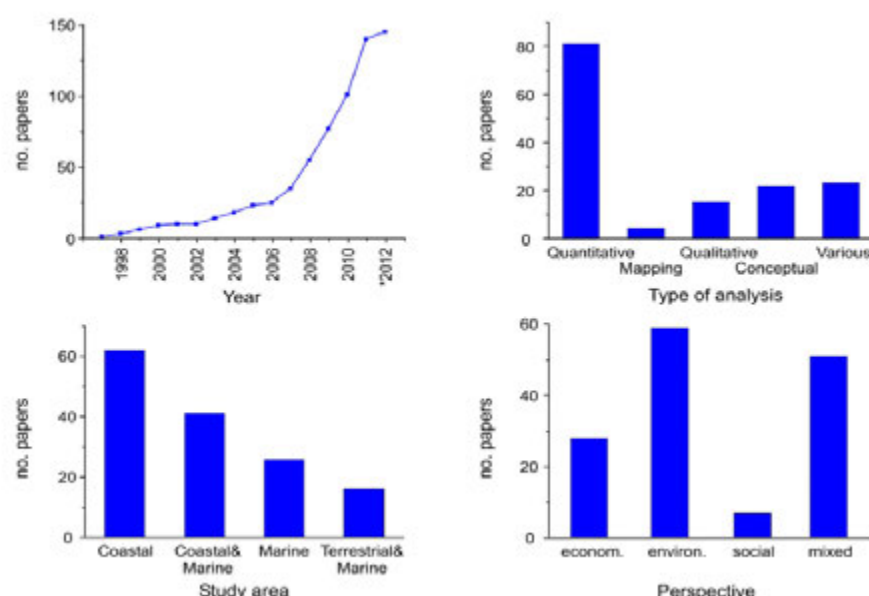 150
100
50
0
no. papers
1998
2000
2002
2004
2006
2008
2010
'2012
Year
80
60
40
20
0
no. papers
Quantitative
Mapping
Qualitative
Conceptual
Various
Type of analysis
60
40
20
0
no. papers
Coastal
Coastal&
Marine
Marine
Terrestrial&
Marine
Study area
60
40
20
0
no. papers
econom.
environ.
social
mixed
Perspective